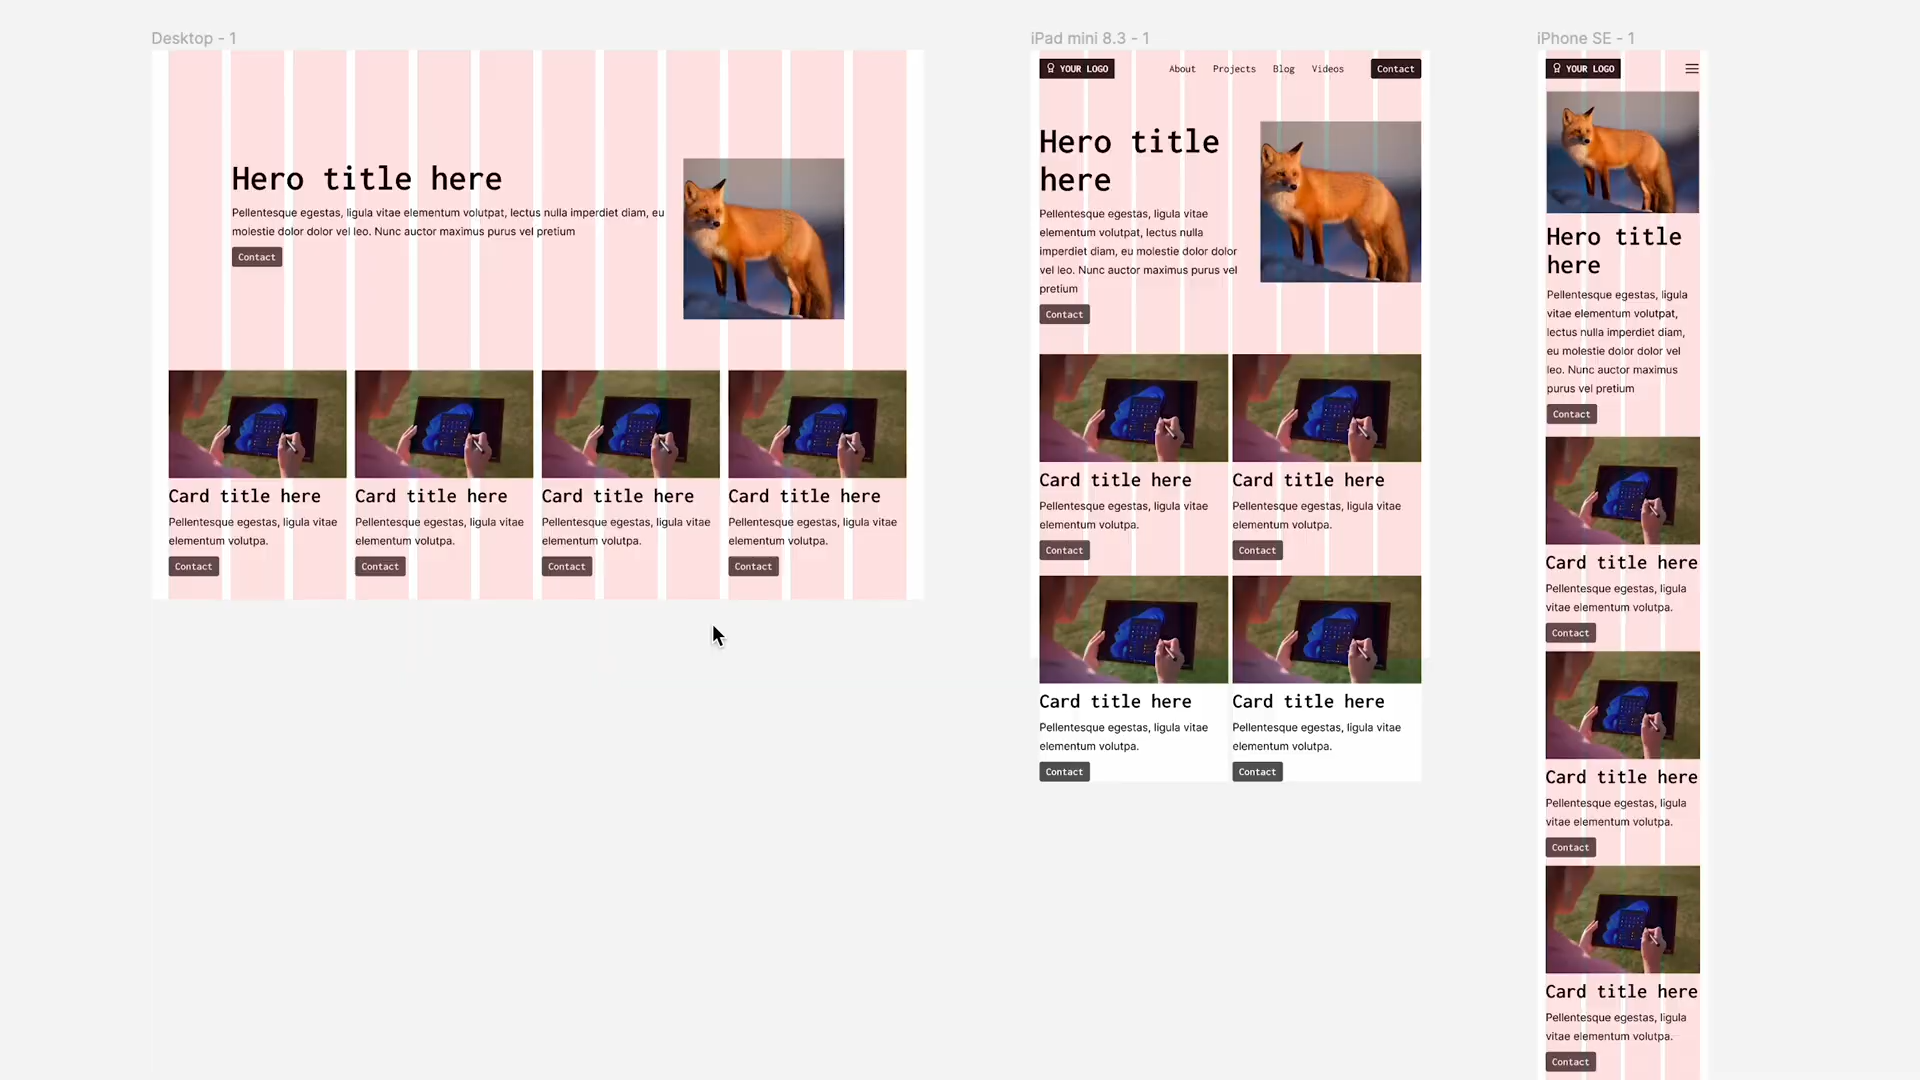 Desktop - 1
Hero title here
Pellentesque egestas, ligula vitae elementum volutpat, lectus nulla imperdiet diam, eu
molestie dolor dolor vel leo. Nunc auctor maximus purus vel pretium
Contact
Card title here
Pellentesque egestas, ligula vitae
elementum volutpa.
Contact
Card title here
Pellentesque egestas, ligula vitae
elementum volutpa.
Contact
Card title here
Pellentesque egestas, ligula vitae
elementum volutpa.
Contact
Card title here
Pellentesque egestas, ligula vitae
elementum volutpa.
Contact
iPad mini 8.3 - 1
YOUR LOGO
About Projects Blog Videos Contact
Hero title
here
Pellentesque egestas, ligula vitae
elementum volutpat, lectus nulla
imperdiet diam, eu molestie dolor dolor
vel leo. Nunc auctor maximus purus vel
pretium
Contact
Card title here
Pellentesque egestas, ligula vitae
elementum volutpa.
Contact
Card title here
Pellentesque egestas, ligula vitae
elementum volutpa.
Contact
Card title here
Pellentesque egestas, ligula vitae
elementum volutpa.
Contact
Card title here
Pellentesque egestas, ligula vitae
elementum volutpa.
Contact
iPhone SE - 1
YOUR LOGO
Hero title
here
Pellentesque egestas, ligula
vitae elementum volutpat,
lectus nulla imperdiet diam,
eu molestie dolor dolor vel
leo. Nunc auctor maximus
purus vel pretium
Contact
Card title here
Pellentesque egestas, ligula
vitae elementum volutpa.
Contact
Card title here
Pellentesque egestas, ligula
vitae elementum volutpa.
Contact
Card title here
Pellentesque egestas, ligula
vitae elementum volutpa.
Contact